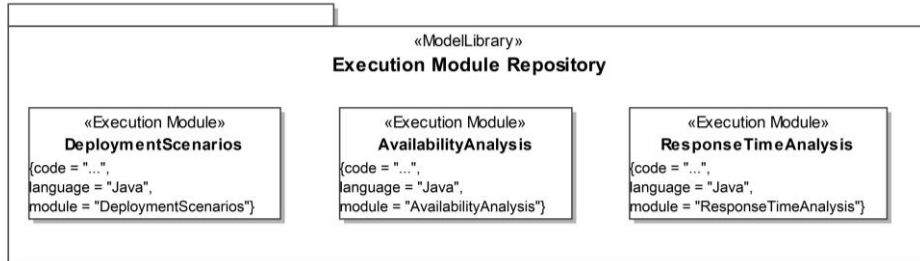 «ModelLibrary»
Execution Module Repository
«Execution Module»
DeploymentScenarios
{code = "...",
language = "Java",
module = "DeploymentScenarios"}
«Execution Module»
AvailabilityAnalysis
{code = "...",
language = "Java",
module = "AvailabilityAnalysis"}
«Execution Module»
ResponseTimeAnalysis
{code = "...",
language = "Java",
module = "ResponseTimeAnalysis"}